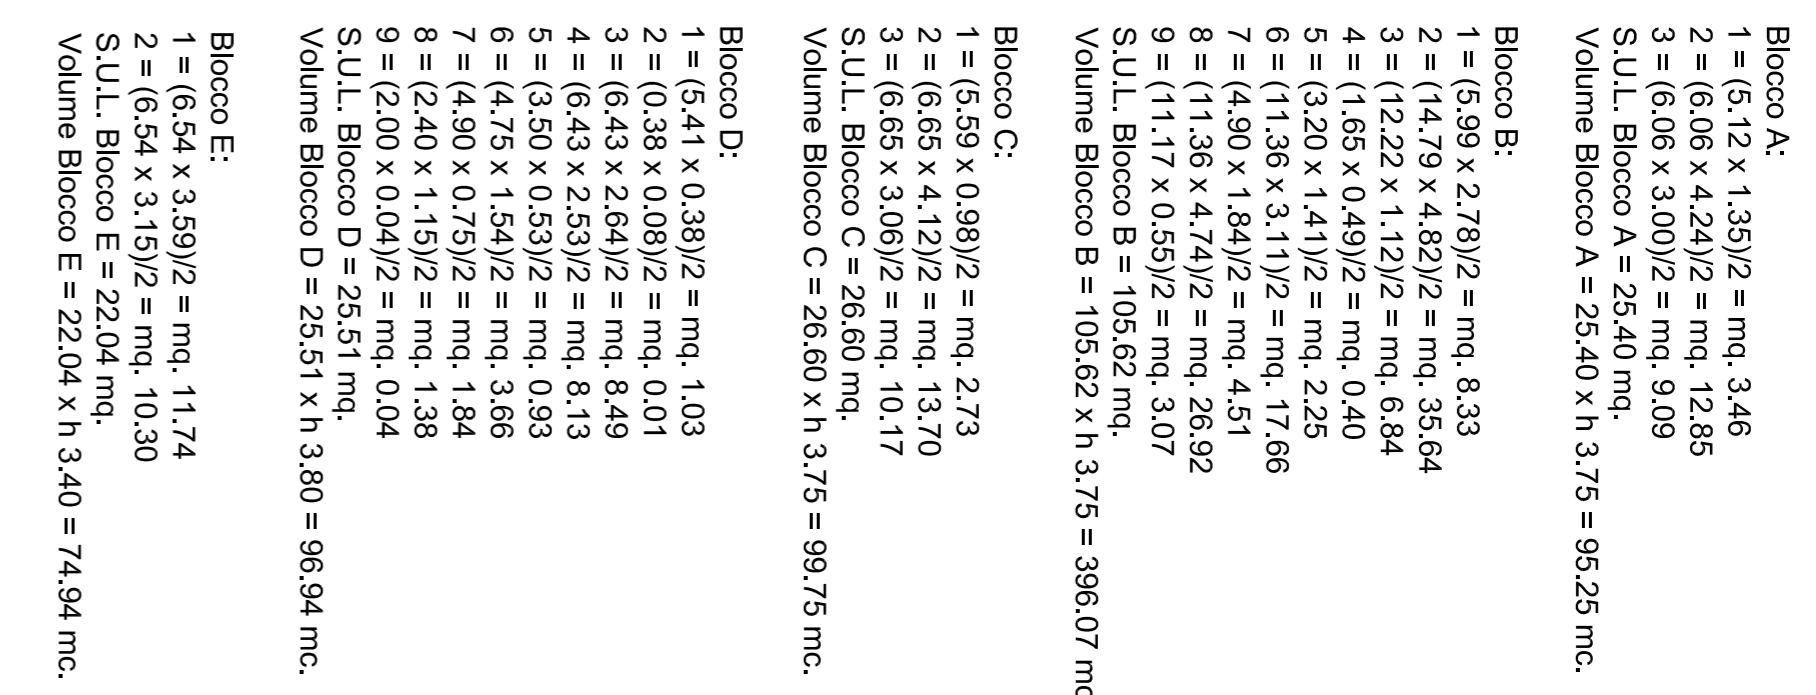 Blocco A:
1 = (5.12 x 1.35)/2 = mq. 3.46
2 = (6.06 x 4.24)/2 = mq. 12.85
3 = (6.06 x 3.00)/2 = mq. 9.09
S.U.L. Blocco A = 25.40 mq.
Volume Blocco A = 25.40 x h 3.75 = 95.25 mc.
Blocco B:
1 = (5.99 x 2.78)/2 = mq. 8.33
2 = (14.79 x 4.82)/2 = mq. 35.64
3 = (12.22 x 1.12)/2 = mq. 6.84
4 = (1.65 x 0.49)/2 = mq. 0.40
5 = (3.20 x 1.41)/2 = mq. 2.25
6 = (11.36 x 3.11)/2 = mq. 17.66
7 = (4.90 x 1.84)/2 = mq. 4.51
8 = (11.36 x 4.74)/2 = mq. 26.92
9 = (11.17 x 0.55)/2 = mq. 3.07
S.U.L. Blocco B = 105.62 mq.
Volume Blocco B = 105.62 x h 3.75 = 396.07 mc
Blocco C:
1 = (5.59 x 0.98)/2 = mq. 2.73
2 = (6.65 x 4.12)/2 = mq. 13.70
3 = (6.65 x 3.06)/2 = mq. 10.17
S.U.L. Blocco C = 26.60 mq.
Volume Blocco C = 26.60 x h 3.75 = 99.75 mc.
Blocco D:
1 = (5.41 x 0.38)/2 = mq. 1.03
2 = (0.38 x 0.08)/2 = mq. 0.01
3 = (6.43 x 2.64)/2 = mq. 8.49
4 = (6.43 x 2.53)/2 = mq. 8.13
5 = (3.50 x 0.53)/2 = mq. 0.93
6 = (4.75 x 1.54)/2 = mq. 3.66
7 = (4.90 x 0.75)/2 = mq. 1.84
8 = (2.40 x 1.15)/2 = mq. 1.38
9 = (2.00 x 0.04)/2 = mq. 0.04
S.U.L. Blocco D = 25.51 mq.
Volume Blocco D = 25.51 x h 3.80 = 96.94 mc.
Blocco E:
1 = (6.54 x 3.59)/2 = mq. 11.74
2 = (6.54 x 3.15)/2 = mq. 10.30
S.U.L. Blocco E = 22.04 mq.
Volume Blocco E = 22.04 x h 3.40 = 74.94 mc.